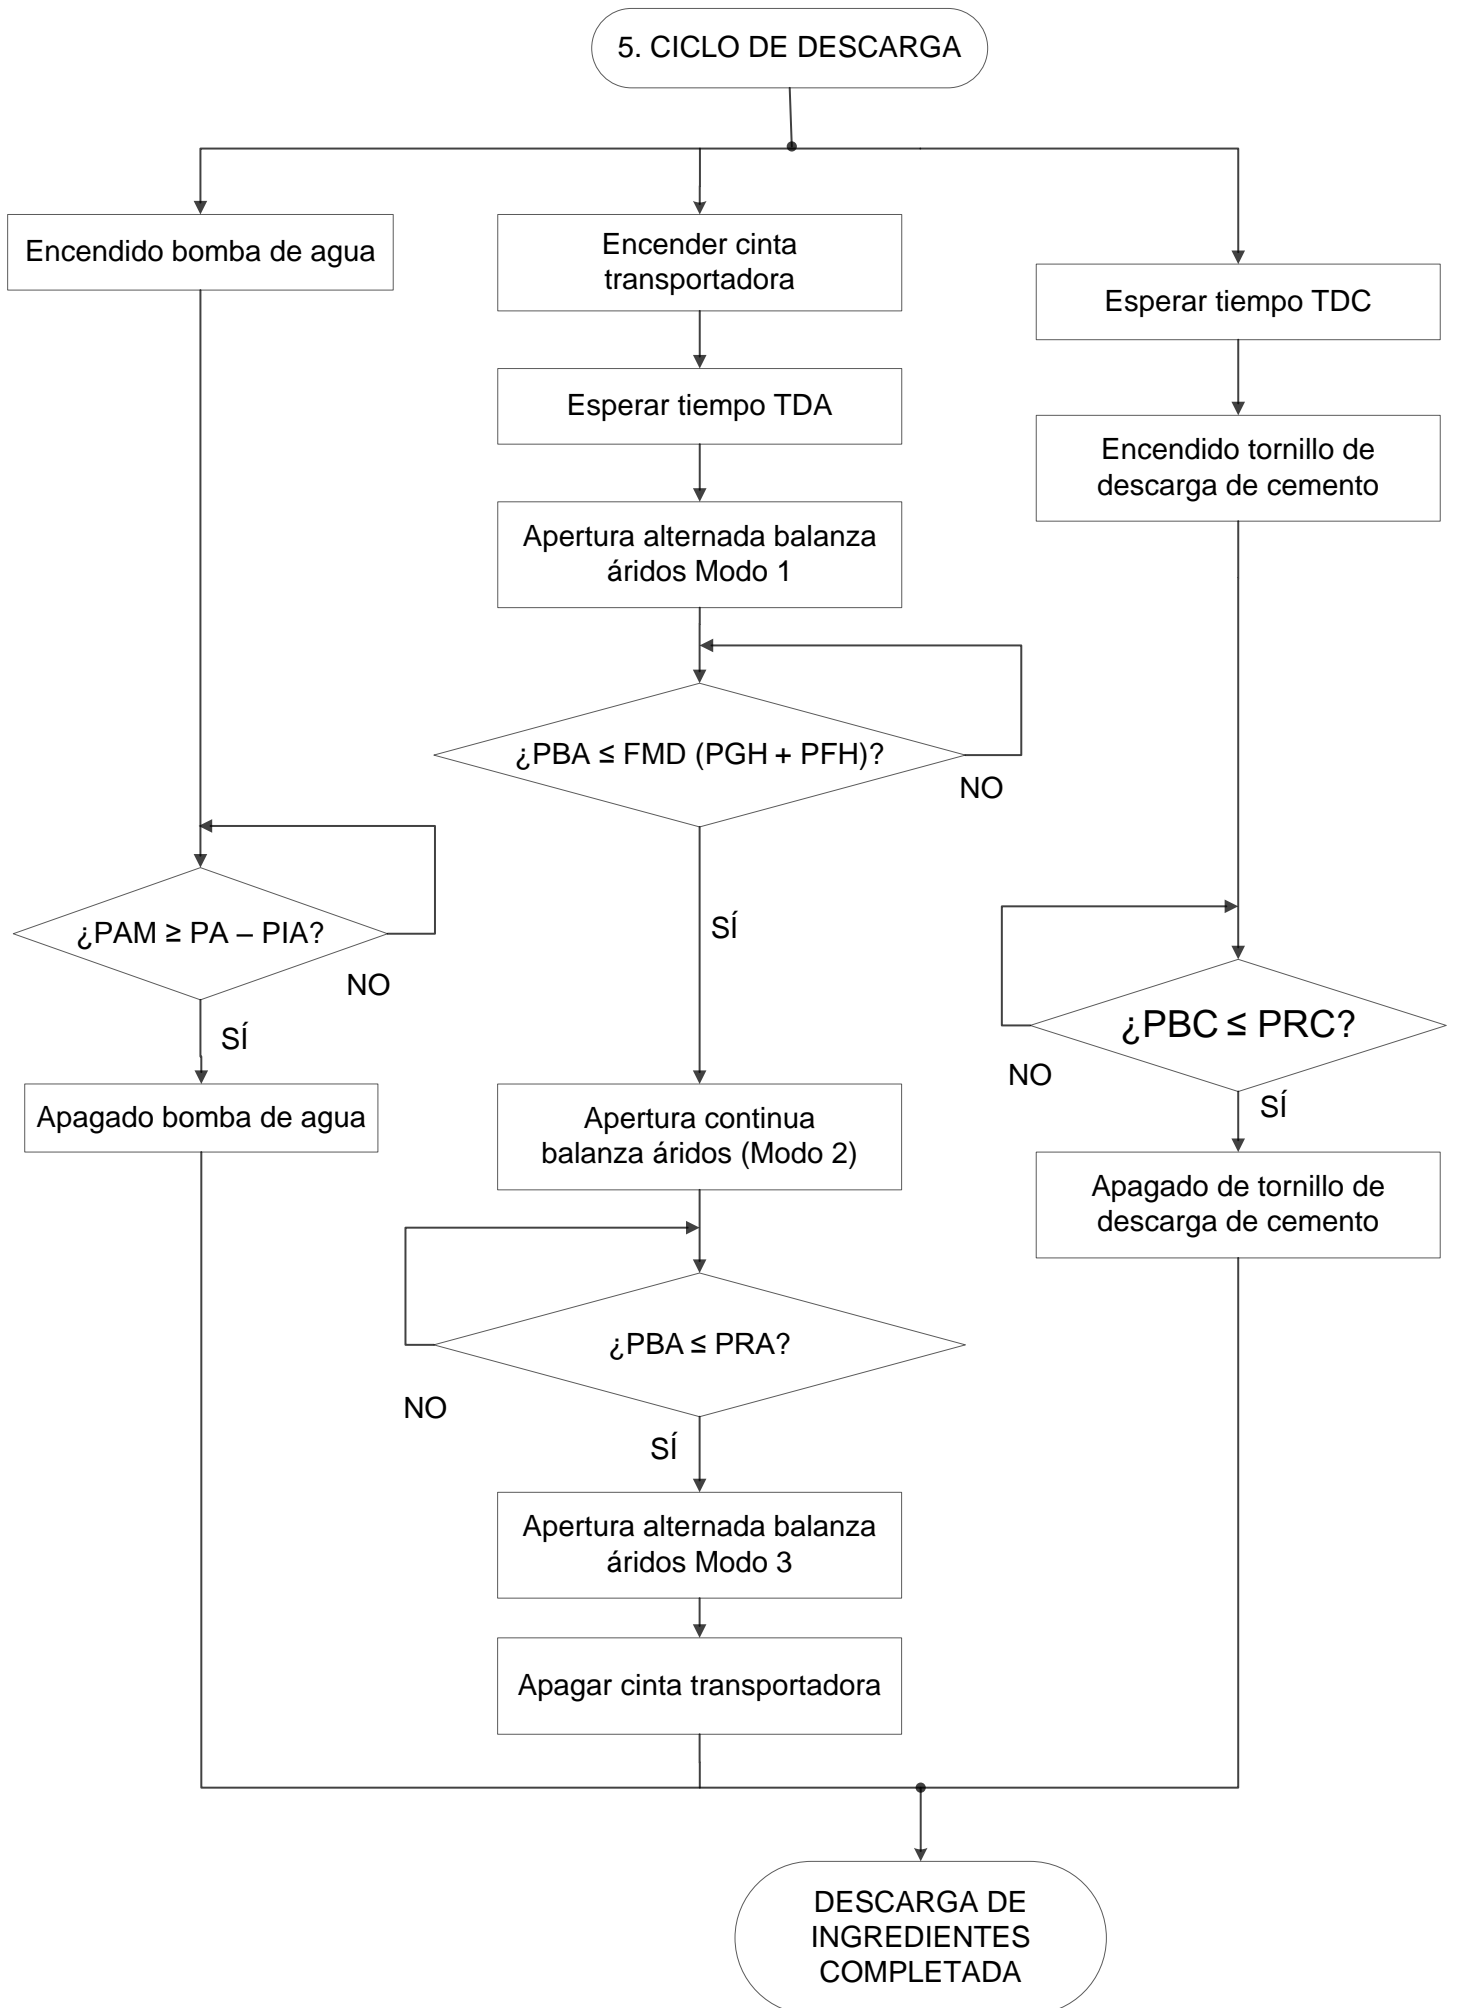 5. CICLO DE DESCARGA
Encendido bomba de agua
Encender cinta
transportadora
Esperar tiempo TDC
Esperar tiempo TDA
Encendido tornillo de
descarga de cemento
Apertura alternada balanza
áridos Modo 1
¿PBA ≤ FMD (PGH + PFH)?
NO
SÍ
¿PAM ≥ PA – PIA?
NO
SÍ
¿PBC ≤ PRC?
NO
SÍ
Apagado bomba de agua
Apertura continua
balanza áridos (Modo 2)
Apagado de tornillo de
descarga de cemento
¿PBA ≤ PRA?
NO
SÍ
Apertura alternada balanza
áridos Modo 3
Apagar cinta transportadora
DESCARGA DE
INGREDIENTES
COMPLETADA